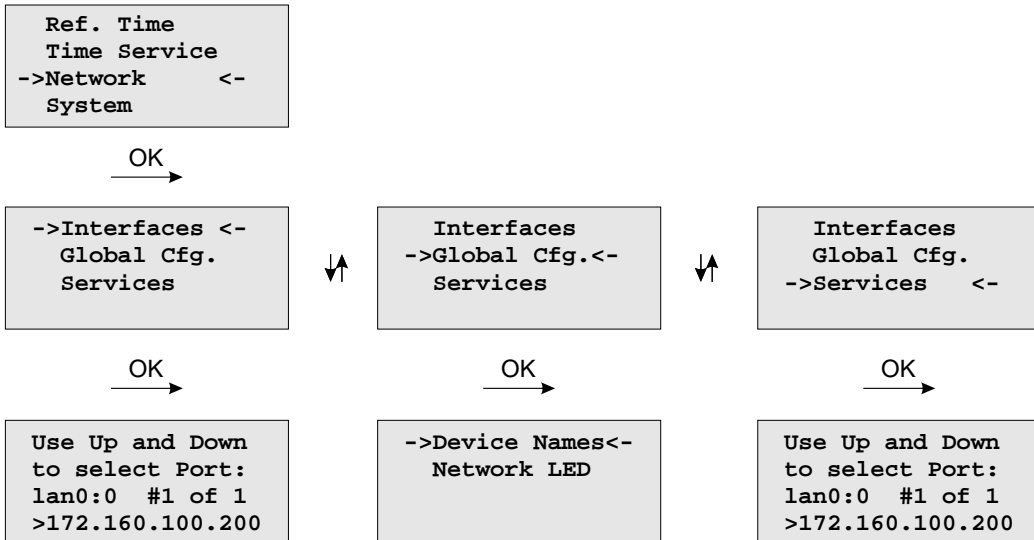 Ref. Time
Time Service
->Network <-
System
OK
->Interfaces <-
Global Cfg.
Services
Interfaces
->Global Cfg.<-
Services
Interfaces
Global Cfg.
->Services <-
OK
OK
OK
Use Up and Down
to select Port:
lan0:0 #1 of 1
>172.160.100.200
->Device Names<-
Network LED
Use Up and Down
to select Port:
lan0:0 #1 of 1
>172.160.100.200